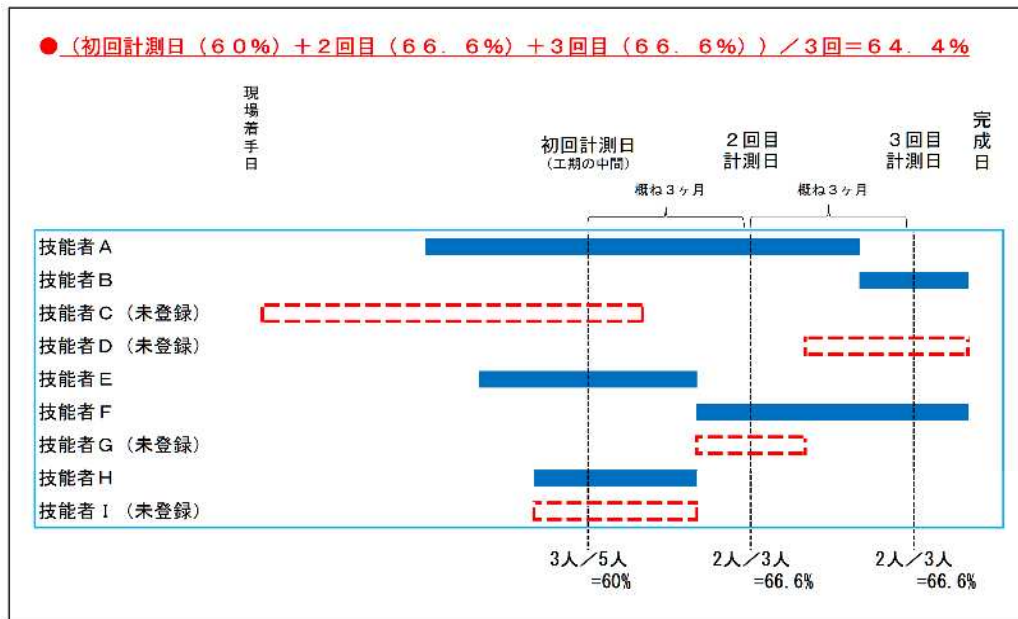 ●（初回計測日（６０％）＋２回目（６６．６％）＋３回目（６６．６％））／３回＝６４．４％
現場着手日
初回計測日
（工期の中間）
２回目
計測日
３回目
計測日
完成日
概ね３ヶ月
概ね３ヶ月
技能者Ａ
技能者Ｂ
技能者Ｃ（未登録）
技能者Ｄ（未登録）
技能者Ｅ
技能者Ｆ
技能者Ｇ（未登録）
技能者Ｈ
技能者Ｉ（未登録）
3人／5人
=60%
2人／3人
=66.6%
2人／3人
=66.6%